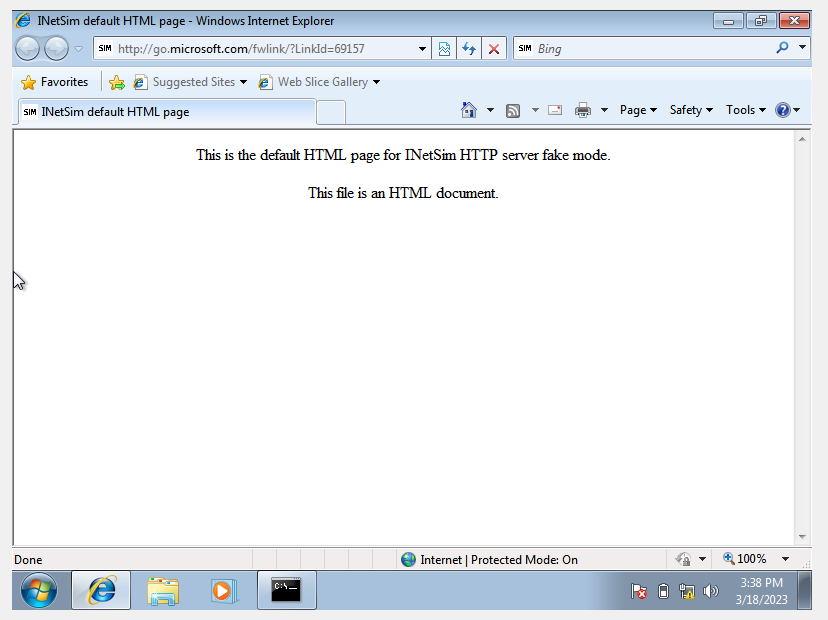 INetSim default HTML page - Windows Internet Explorer
SIM http://go.microsoft.com/fwlink/?LinkId=69157
SIM Bing
Favorites Suggested Sites Web Slice Gallery
SIM INetSim default HTML page
Page Safety Tools
This is the default HTML page for INetSim HTTP server fake mode.
This file is an HTML document.
Done Internet | Protected Mode: On 100%
C:\_
3:38 PM
3/18/2023